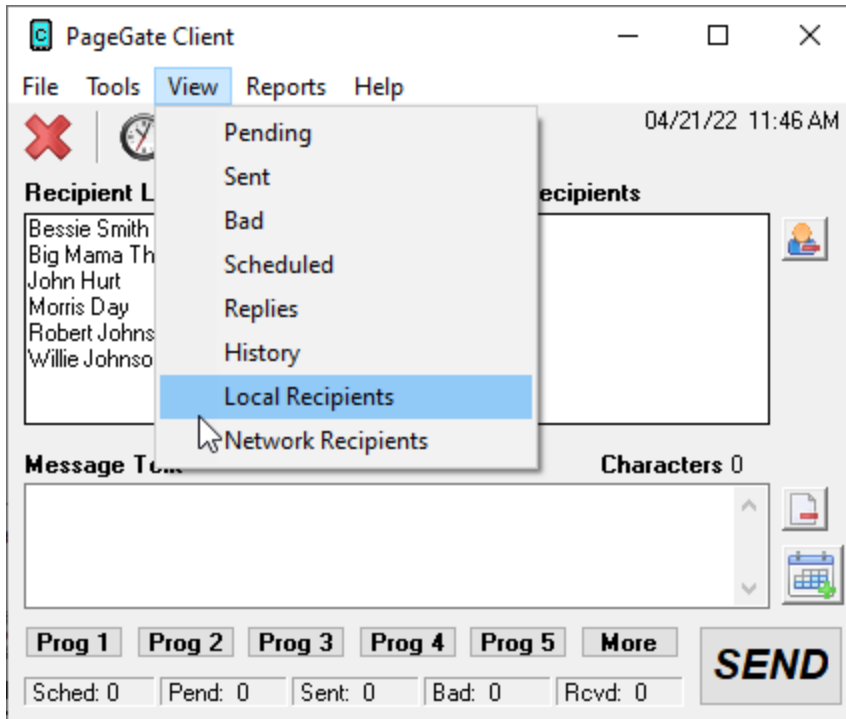 C PageGate Client
File Tools View Reports Help
04/21/22 11:46 AM
Pending
Sent
Bad
Scheduled
Replies
History
Local Recipients
Network Recipients
Recipient L
ecipients
Bessie Smith
Big Mama Th
John Hurt
Morris Day
Robert Johns
Willie Johnso
Message
Characters 0
Prog 1 Prog 2 Prog 3 Prog 4 Prog 5 More
SEND
Sched: 0 Pend: 0 Sent: 0 Bad: 0 Rcvd: 0